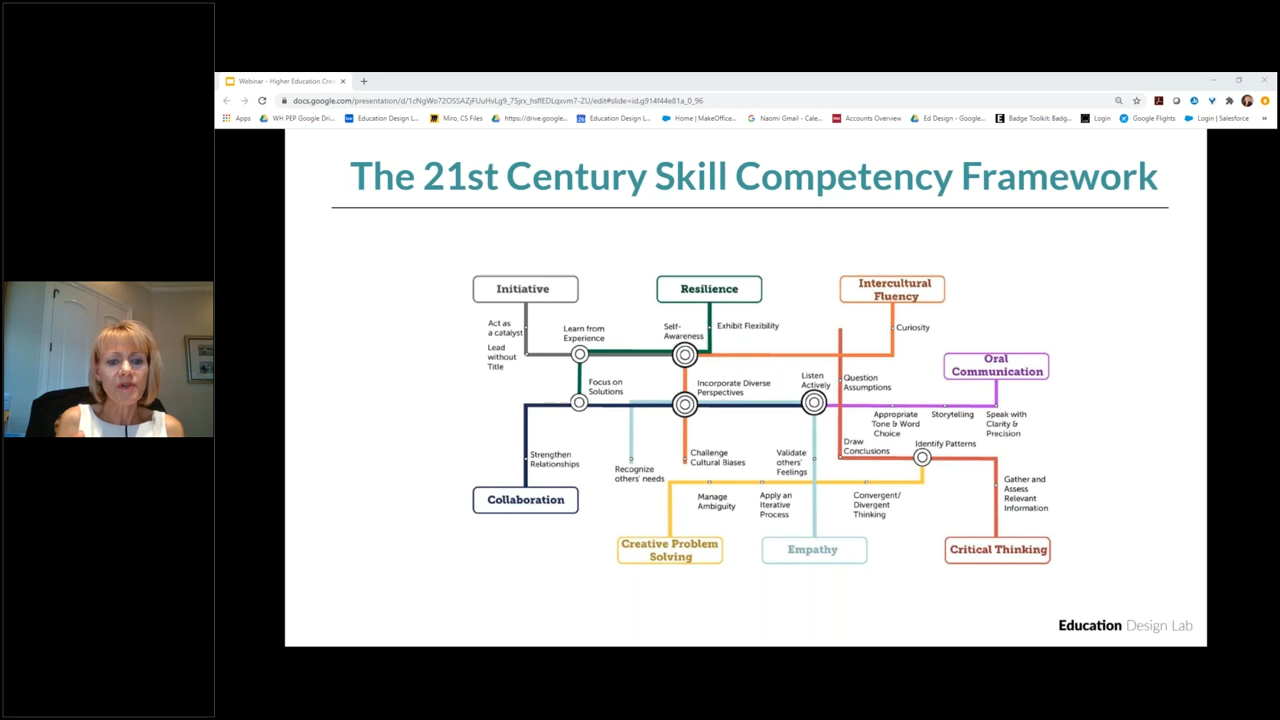 Webinar - Higher Education Cre
docs.google.com/presentation/d/
Apps
WH PEP Google Dri...
Education Design L...
Miro, CS Files
https://drive.google...
Education Design L...
Home | MakeOffice...
Naomi Gmail - Cale...
Accounts Overview
Ed Design - Google...
Badge Toolkit: Badg...
Login
Google Flights
Login | Salesforce
The 21st Century Skill Competency Framework
Initiative
Resilience
Intercultural
Fluency
Act as
a catalyst
Learn from
Experience
Self-
Awareness
Exhibit Flexibility
Curiosity
Lead
without
Title
Oral
Communication
Focus on
Solutions
Incorporate Diverse
Perspectives
Listen
Actively
Question
Assumptions
Appropriate
Tone & Word
Choice
Storytelling
Speak with
Clarity &
Precision
Strengthen
Relationships
Recognize
others' needs
Challenge
Cultural Biases
Validate
others'
Feelings
Draw
Conclusions
Identify Patterns
Gather and
Assess
Relevant
Information
Collaboration
Manage
Ambiguity
Apply an
Iterative
Process
Convergent/
Divergent
Thinking
Creative Problem
Solving
Empathy
Critical Thinking
Education Design Lab